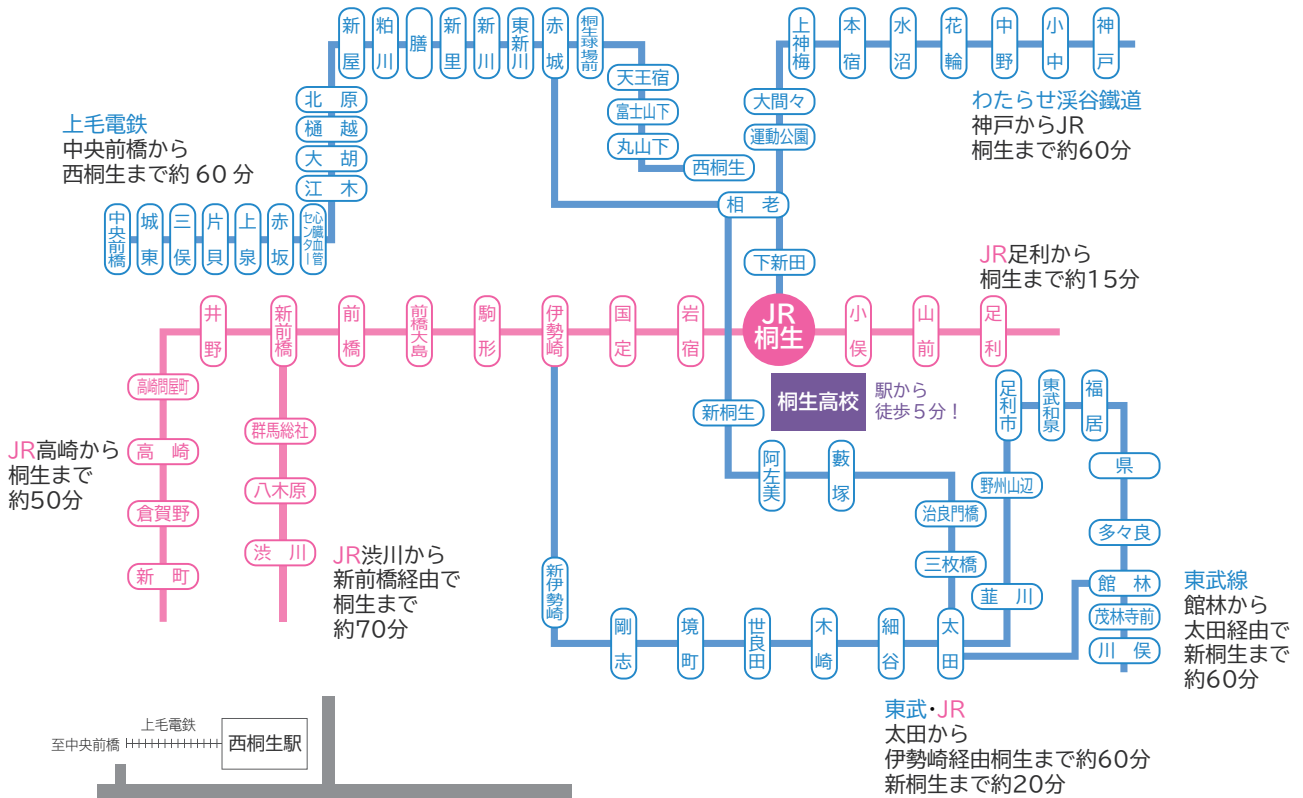 新屋
粕川
膳
新里
新川
東新川
赤城
桐生球場前
天王宿
富士山下
丸山下
西桐生
北原
樋越
大胡
江木
中央前橋
城東
三俣
片貝
上泉
赤坂
心臓血管センター
上毛電鉄
中央前橋から
西桐生まで約60分
上神梅
本宿
水沼
花輪
中野
小中
神戸
大間々
運動公園
相老
下新田
わたらせ渓谷鐵道
神戸からJR
桐生まで約60分
JR足利から
桐生まで約15分
井野
新前橋
前橋
前橋大島
駒形
伊勢崎
国定
岩宿
JR
桐生
小俣
山前
足利
高崎問屋町
高崎
倉賀野
新町
JR高崎から
桐生まで
約50分
群馬総社
八木原
渋川
JR渋川から
新前橋経由で
桐生まで
約70分
桐生高校
駅から
徒歩5分!
新桐生
阿左美
藪塚
治良門橋
三枚橋
足利市
東武和泉
福居
県
多々良
館林
茂林寺前
川俣
野州山辺
韮川
新伊勢崎
剛志
境町
世良田
木崎
細谷
太田
東武線
館林から
太田経由で
新桐生まで
約60分
東武・JR
太田から
伊勢崎経由桐生まで約60分
新桐生まで約20分
上毛電鉄
至中央前橋
西桐生駅